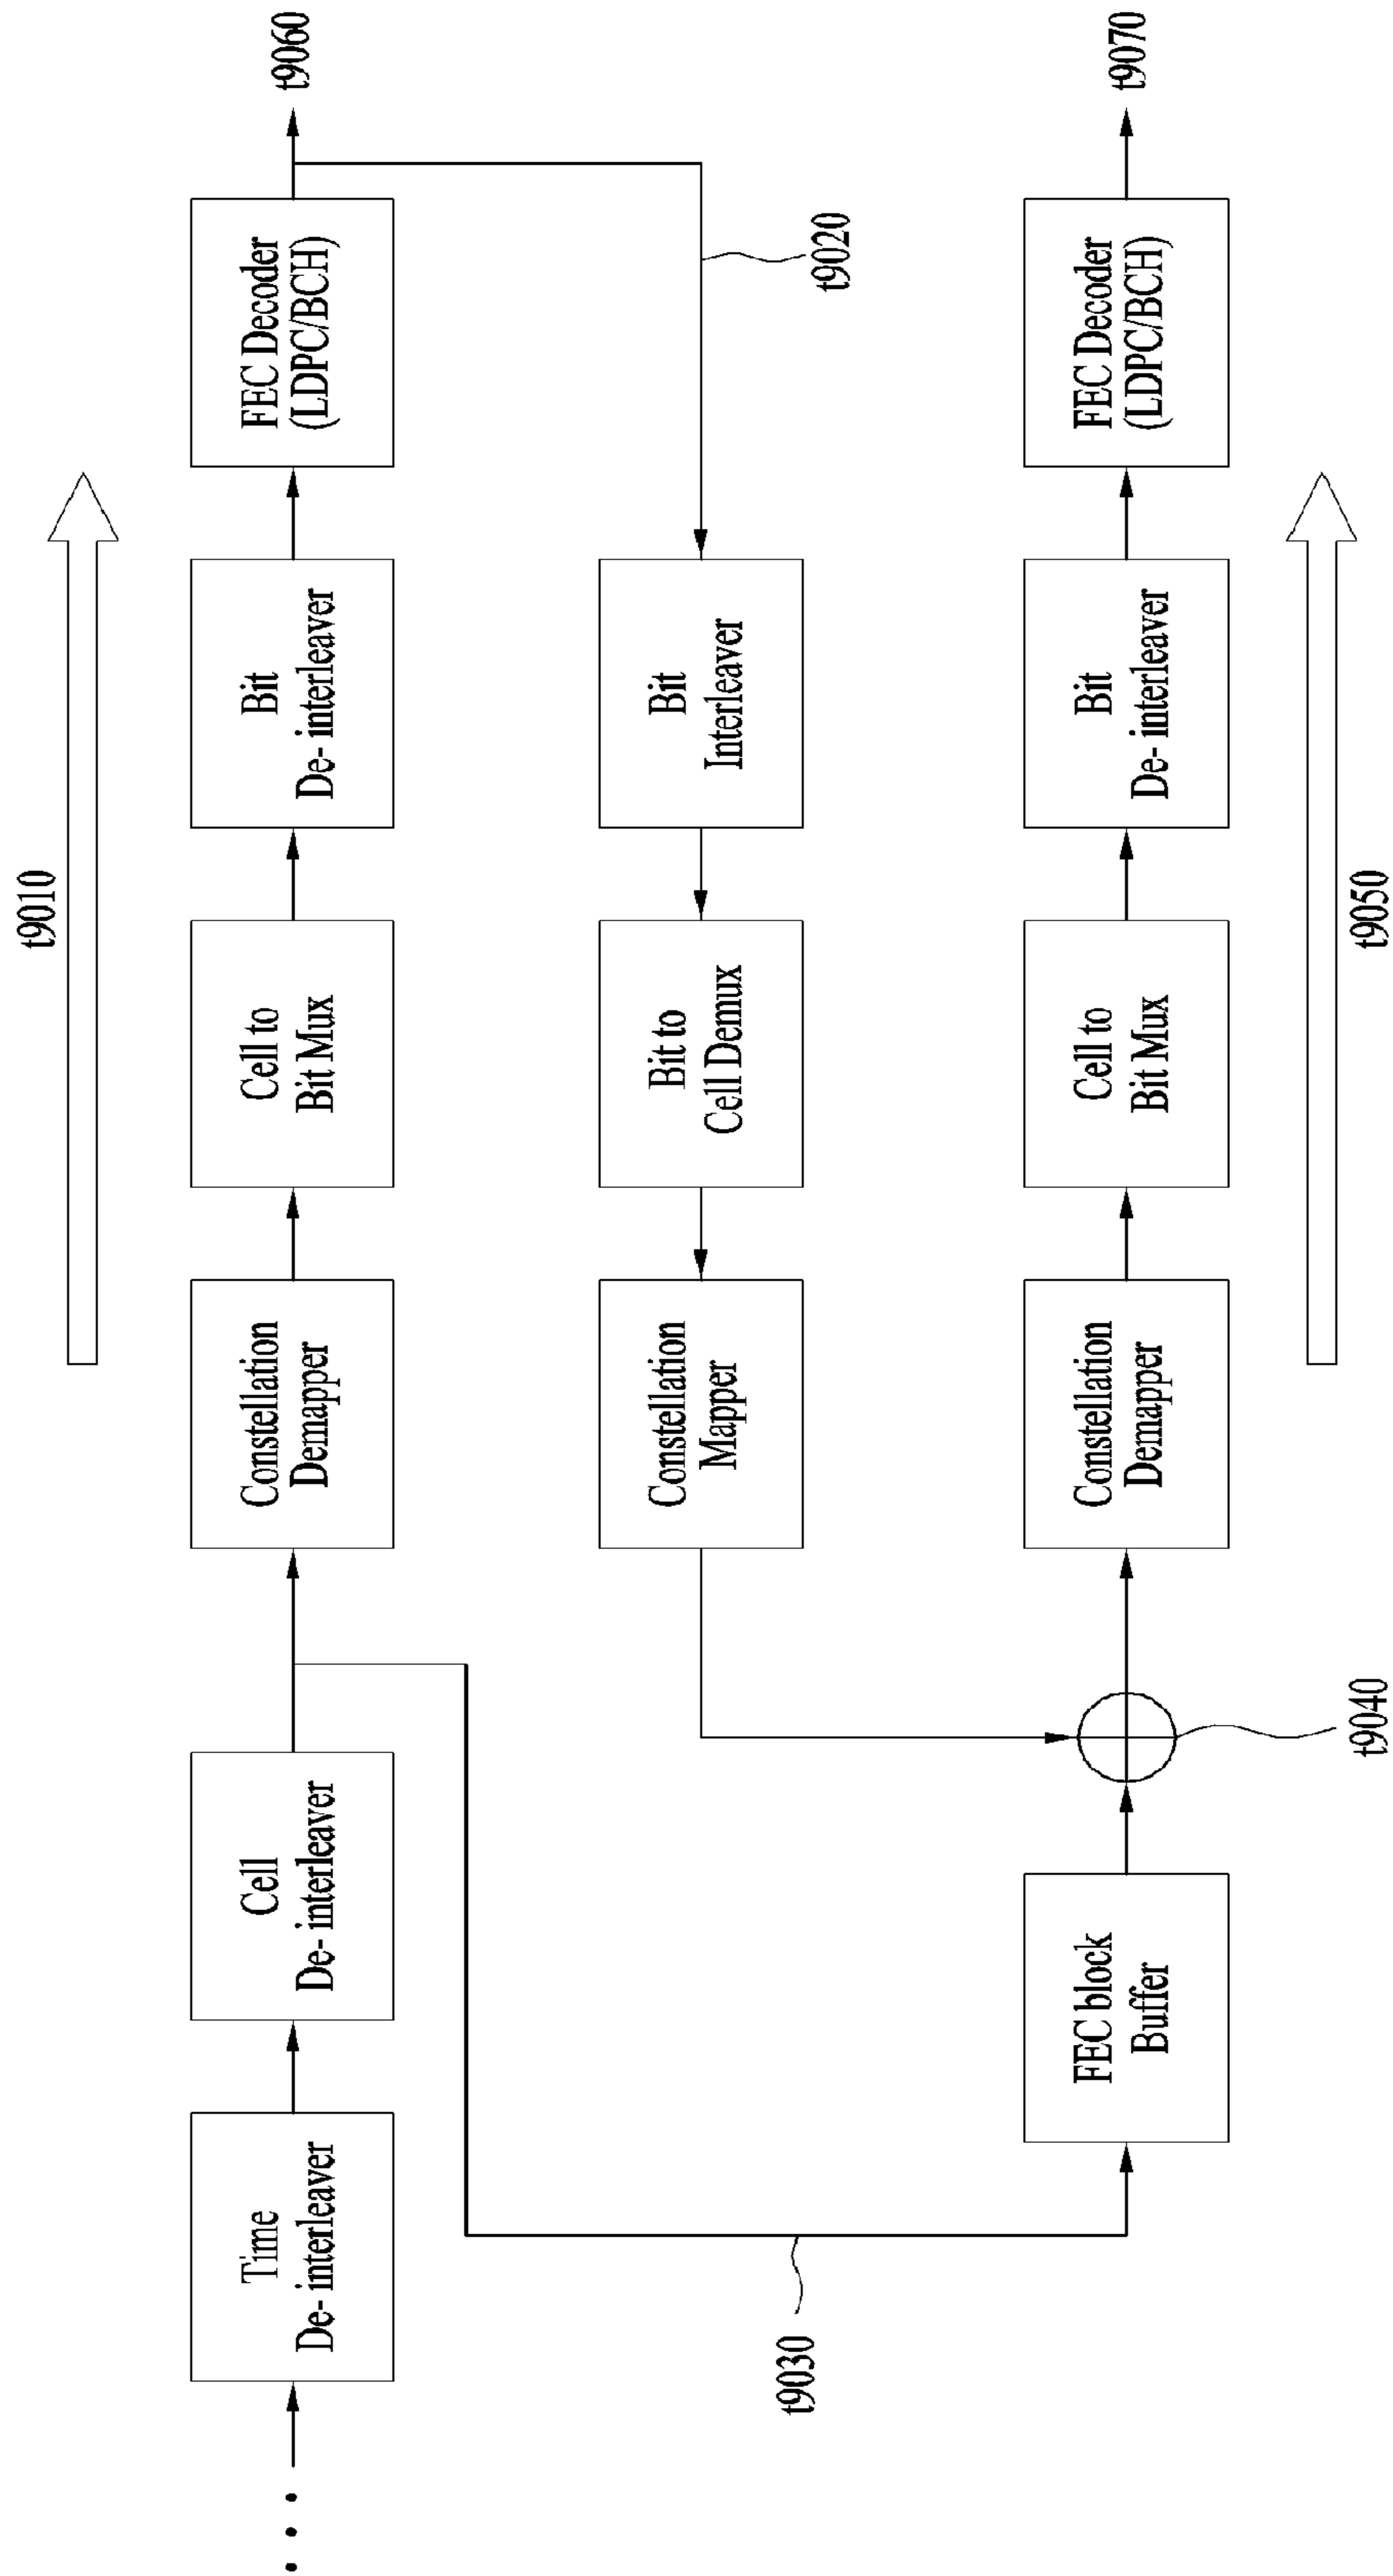 t9010
Time
De- interleaver
Cell
De- interleaver
Constellation
Demapper
Cell to
Bit Mux
Bit
De- interleaver
FEC Decoder
(LDPC/BCH)
t9060
Constellation
Mapper
Bit to
Cell Demux
Bit
Interleaver
t9020
t9030
FEC block
Buffer
t9040
Constellation
Demapper
Cell to
Bit Mux
Bit
De- interleaver
FEC Decoder
(LDPC/BCH)
t9070
t9050